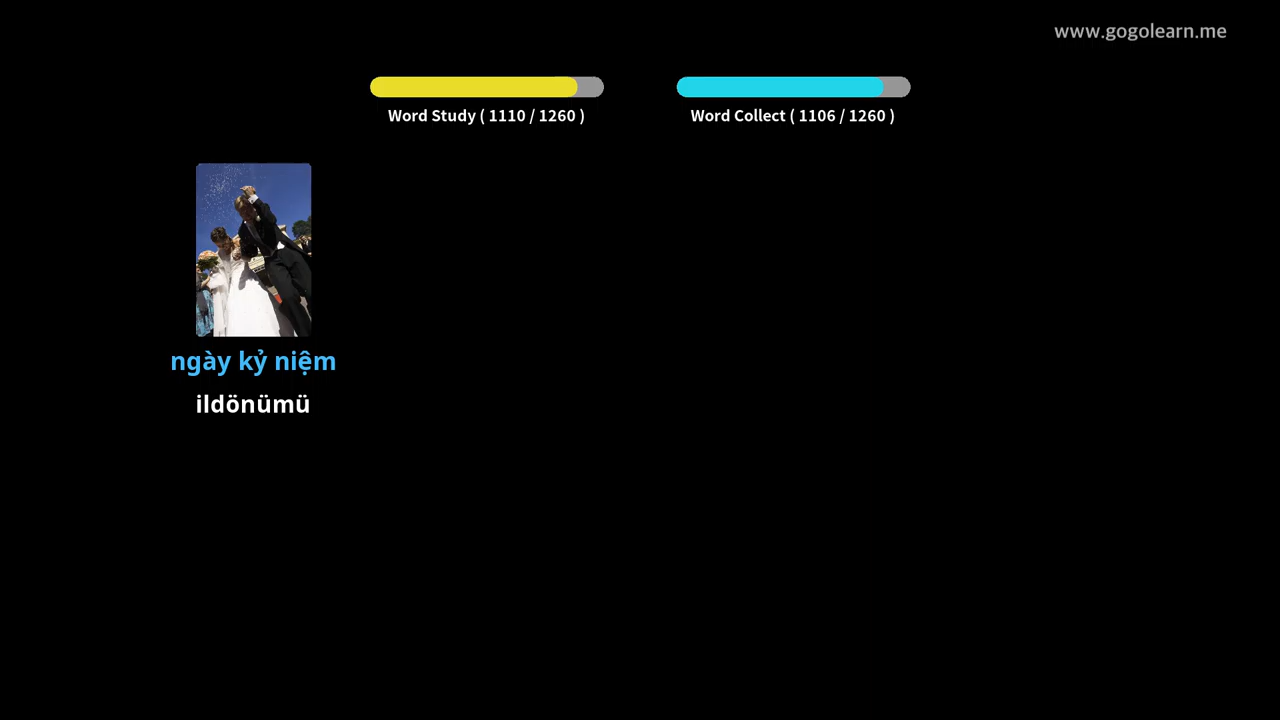 www.gogolearn.me
Word Study ( 1110 / 1260 )
Word Collect ( 1106 / 1260 )
ngày kỷ niệm
ildönümü